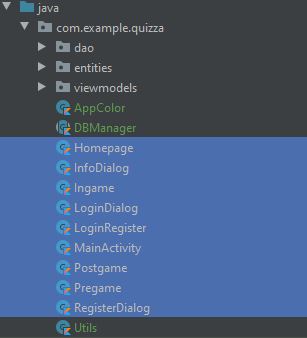 java
com.example.quizza
dao
entities
viewmodels
AppColor
DBManager
Homepage
InfoDialog
Ingame
LoginDialog
LoginRegister
MainActivity
Postgame
Pregame
RegisterDialog
Utils